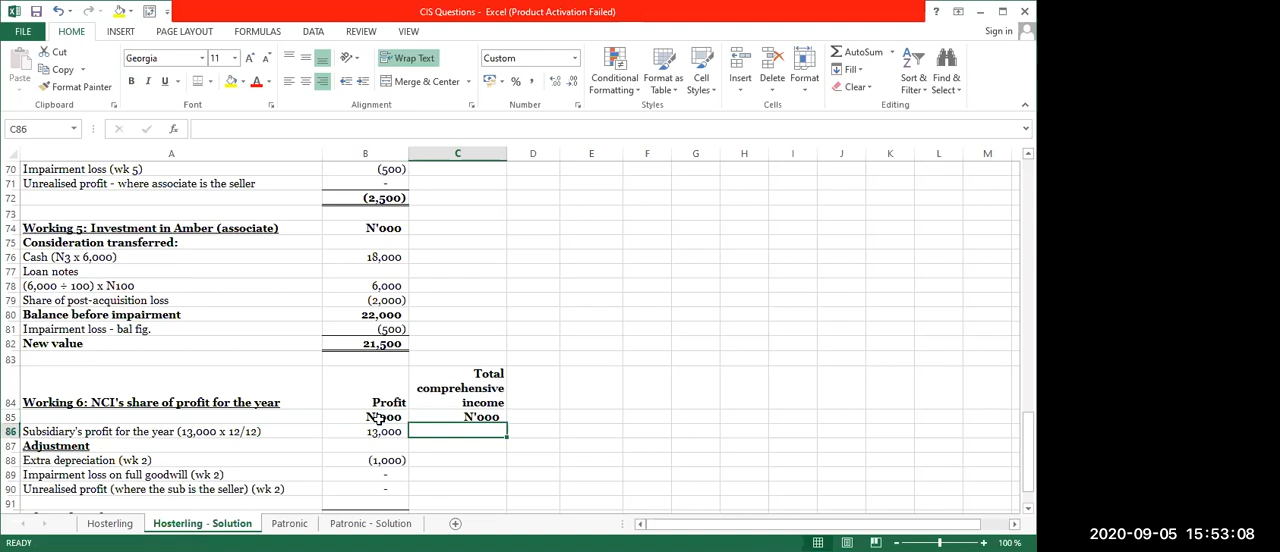 CIS Questions - Excel (Product Activation Failed)
FILE HOME INSERT PAGE LAYOUT FORMULAS DATA REVIEW VIEW Sign in
Paste Cut Copy Format Painter Clipboard
Georgia 11 A A B I U A Font
Wrap Text Merge & Center Alignment
Custom % , Number
Conditional Formatting Format as Table Cell Styles Styles
Insert Delete Format Cells
AutoSum Fill Clear Sort & Filter Find & Select Editing
C86 fx
A B C D E F G H I J K L M
70 Impairment loss (wk 5) (500)
71 Unrealised profit - where associate is the seller -
72 (2,500)
73
74 Working 5: Investment in Amber (associate) N'000
75 Consideration transferred:
76 Cash (N3 x 6,000) 18,000
77 Loan notes
78 (6,000 ÷ 100) x N100 6,000
79 Share of post-acquisition loss (2,000)
80 Balance before impairment 22,000
81 Impairment loss - bal fig. (500)
82 New value 21,500
83
84 Working 6: NCI's share of profit for the year Profit Total comprehensive income
85 N'000 N'000
86 Subsidiary's profit for the year (13,000 x 12/12) 13,000
87 Adjustment
88 Extra depreciation (wk 2) (1,000)
89 Impairment loss on full goodwill (wk 2) -
90 Unrealised profit (where the sub is the seller) (wk 2) -
91
Hosterling Hosterling - Solution Patronic Patronic - Solution
READY 100 %
2020-09-05 15:53:08